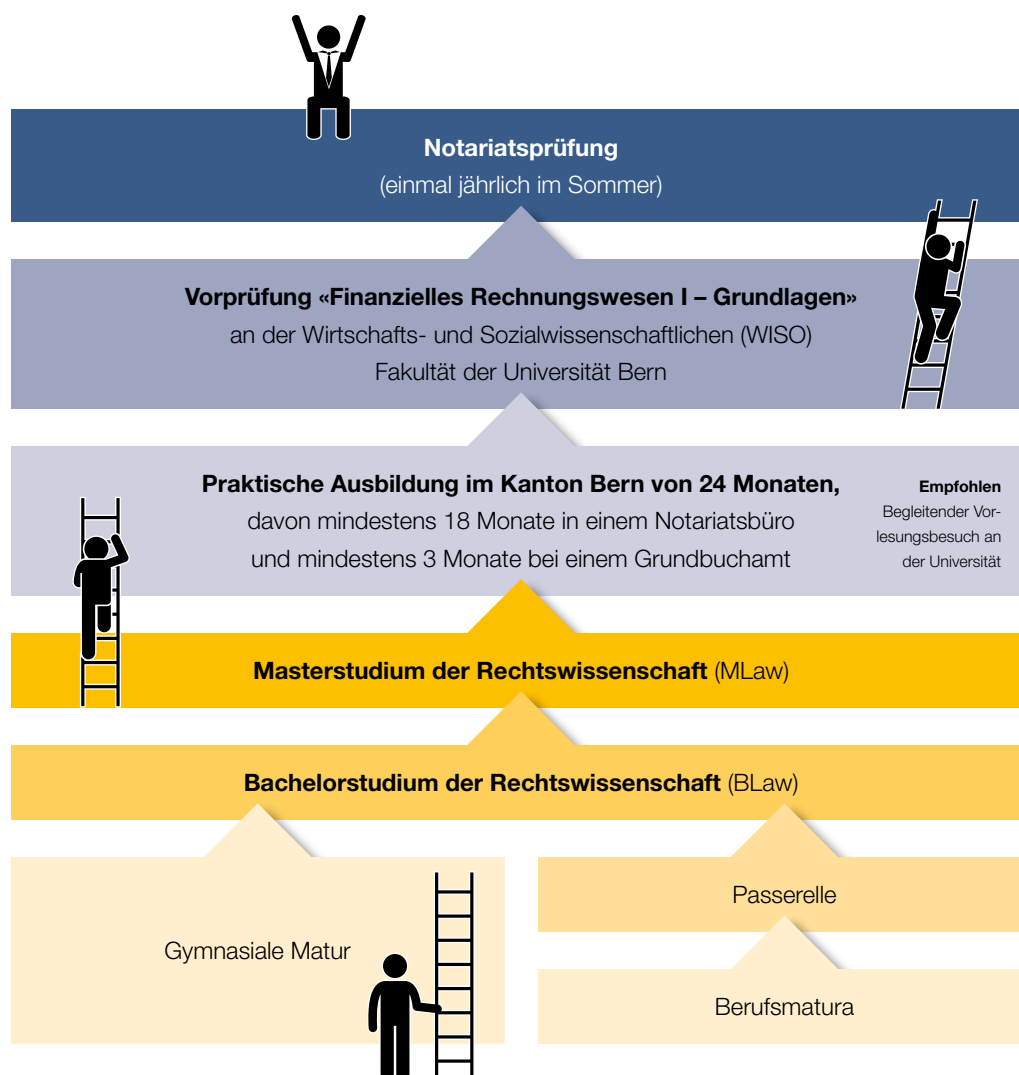 Notariatsprüfung
(einmal jährlich im Sommer)
Vorprüfung «Finanzielles Rechnungswesen I – Grundlagen»
an der Wirtschafts- und Sozialwissenschaftlichen (WISO)
Fakultät der Universität Bern
Praktische Ausbildung im Kanton Bern von 24 Monaten,
davon mindestens 18 Monate in einem Notariatsbüro
und mindestens 3 Monate bei einem Grundbuchamt
Empfohlen
Begleitender Vor-
lesungsbesuch an
der Universität
Masterstudium der Rechtswissenschaft (MLaw)
Bachelorstudium der Rechtswissenschaft (BLaw)
Gymnasiale Matur
Passerelle
Berufsmatura